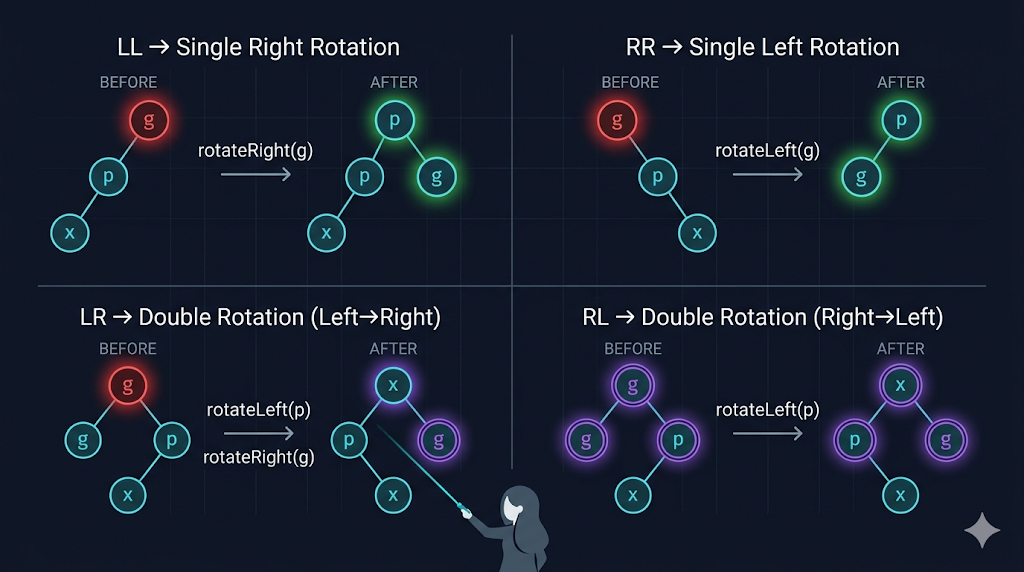 LL → Single Right Rotation
BEFORE
AFTER
g
p
x
rotateRight(g)
p
p
g
x
RR → Single Left Rotation
BEFORE
AFTER
g
p
x
rotateLeft(g)
p
g
LR → Double Rotation (Left→Right)
BEFORE
AFTER
g
g
p
x
rotateLeft(p)
rotateRight(g)
x
p
g
x
RL → Double Rotation (Right→Left)
BEFORE
AFTER
g
g
p
x
rotateLeft(p)
x
p
g
x